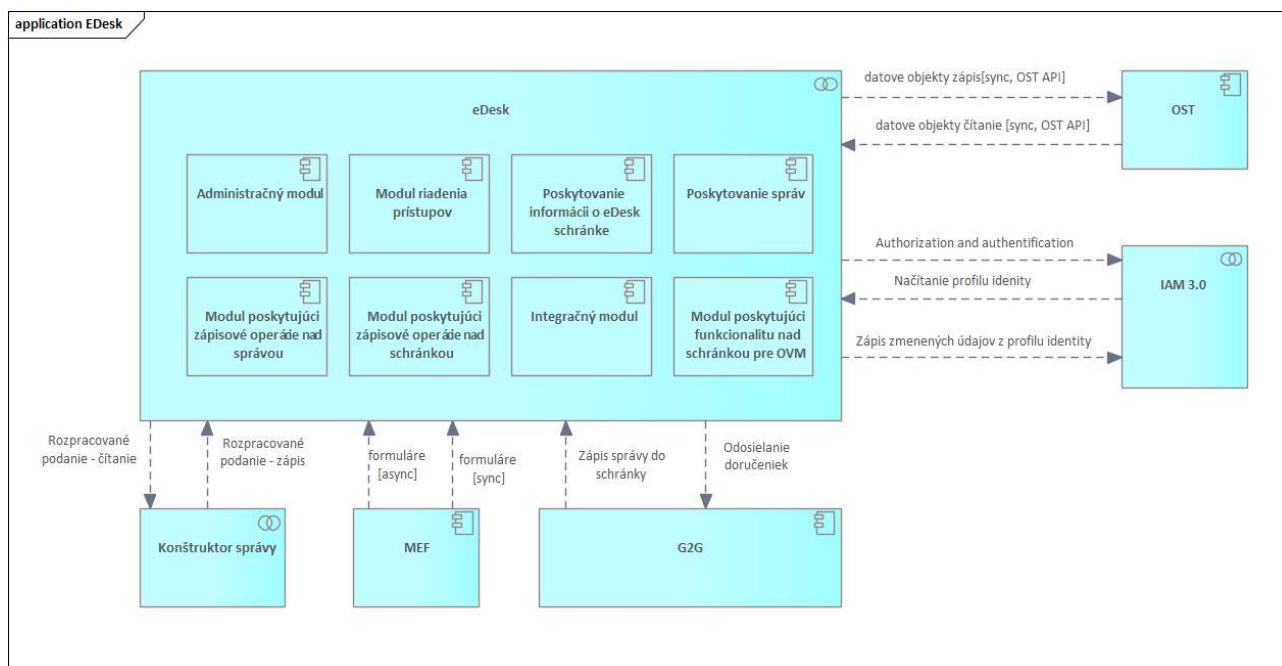 application EDesk
eDesk
datove objekty zápis[sync, OST API]
OST
datove objekty čítanie [sync, OST API]
Administračný modul
Modul riadenia
prístupov
Poskytovanie
informácii o eDesk
schránke
Poskytovanie správ
Authorization and authentification
Načítanie profilu idenity
IAM 3.0
Zápis zmenených údajov z profilu identity
Modul poskytujúci
zápisové operácie nad
správou
Modul poskytujúci
zápisové operácie nad
schránkou
Integračný modul
Modul poskytujúci
funkcionalitu nad
schránkou pre OVM
Rozpracované
podanie - čítanie
Rozpracované
podanie - zápis
formuláre
[async]
formuláre
[sync]
Zápis správy do
schránky
Odosielanie
doručeniek
Konštruktor správy
MEF
G2G